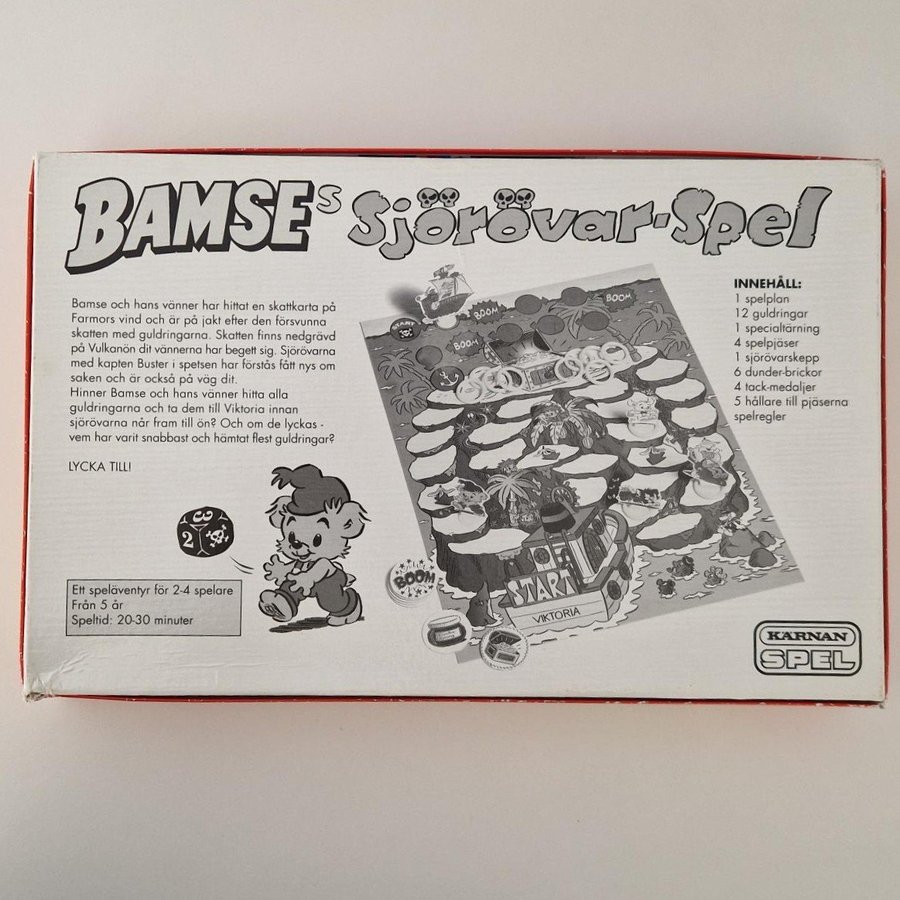 BAMSEs Sjörövar-Spel
Bamse och hans vänner har hittat en skattkarta på
Farmors vind och är på jakt efter den försvunna
skatten med guldringarna. Skatten finns nedgrävd
på Vulkanön dit vännerna har begett sig. Sjörövarna
med kapten Buster i spetsen har förstås fått nys om
saken och är också på väg dit.
Hinner Bamse och hans vänner hitta alla
guldringarna och ta dem till Viktoria innan
sjörövarna når fram till ön? Och om de lyckas -
vem har varit snabbast och hämtat flest guldringar?
LYCKA TILL!
3
2
Ett speläventyr för 2-4 spelare
Från 5 år
Speltid: 20-30 minuter
START
BOOM
BOOM
BOOM
BOOM
START
VIKTORIA
INNEHÅLL:
1 spelplan
12 guldringar
1 specialtärning
4 spelpjäser
1 sjörövarskepp
6 dunder-brickor
4 tack-medaljer
5 hållare till pjäserna
spelregler
KÄRNAN
SPEL